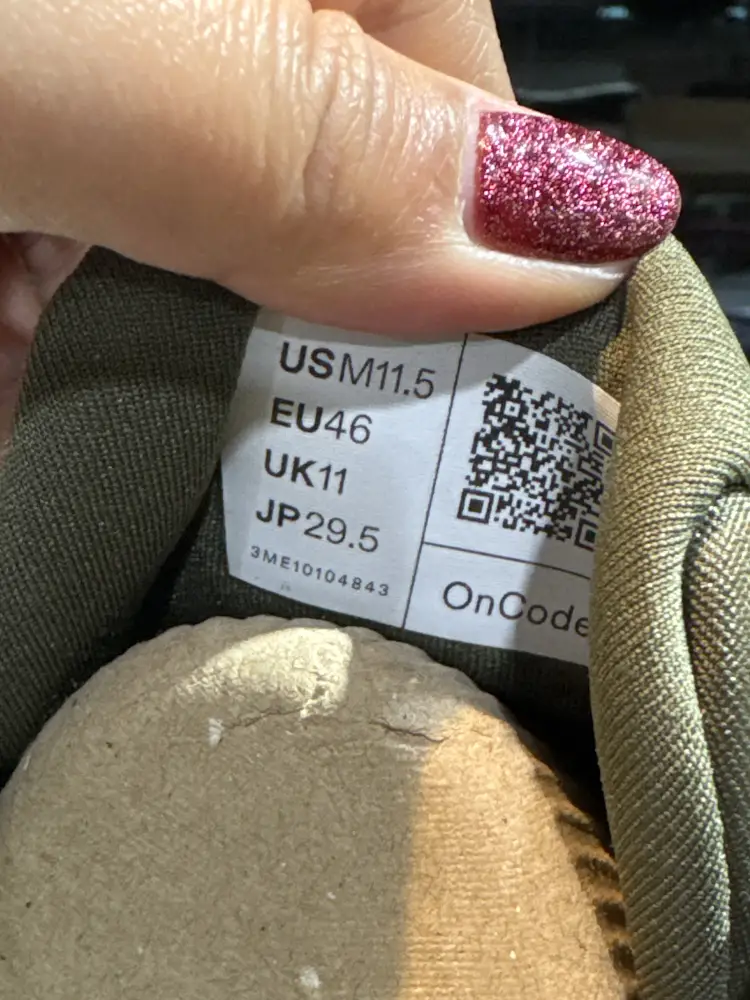 USM11.5
EU46
UK11
JP29.5
3ME10104843
OnCode